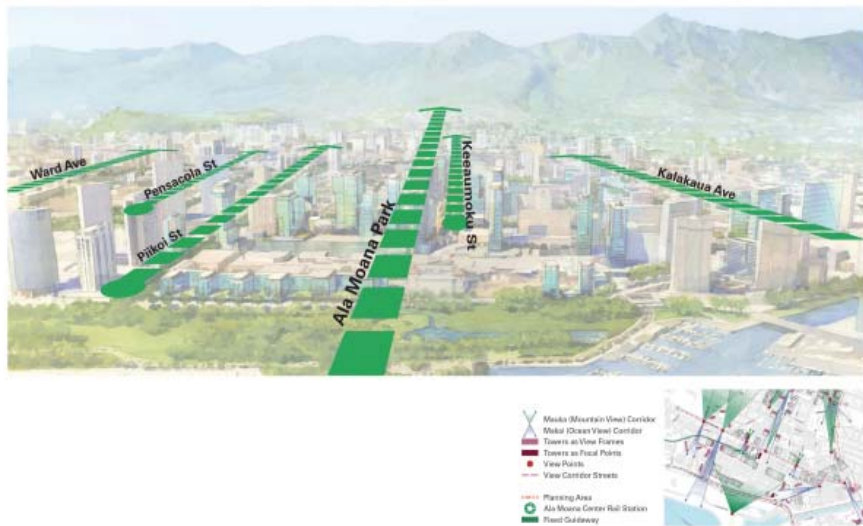 Ward Ave
Pensacola St
Piikoi St
Ala Moana Park
Keeaumoku St
Kalakaua Ave
Mauka (Mountain View) Corridor
Makai (Ocean View) Corridor
Towers as View Frames
Towers as Focal Points
View Points
View Corridor Streets
Planning Area
Ala Moana Center Rail Station
Fixed Guideway